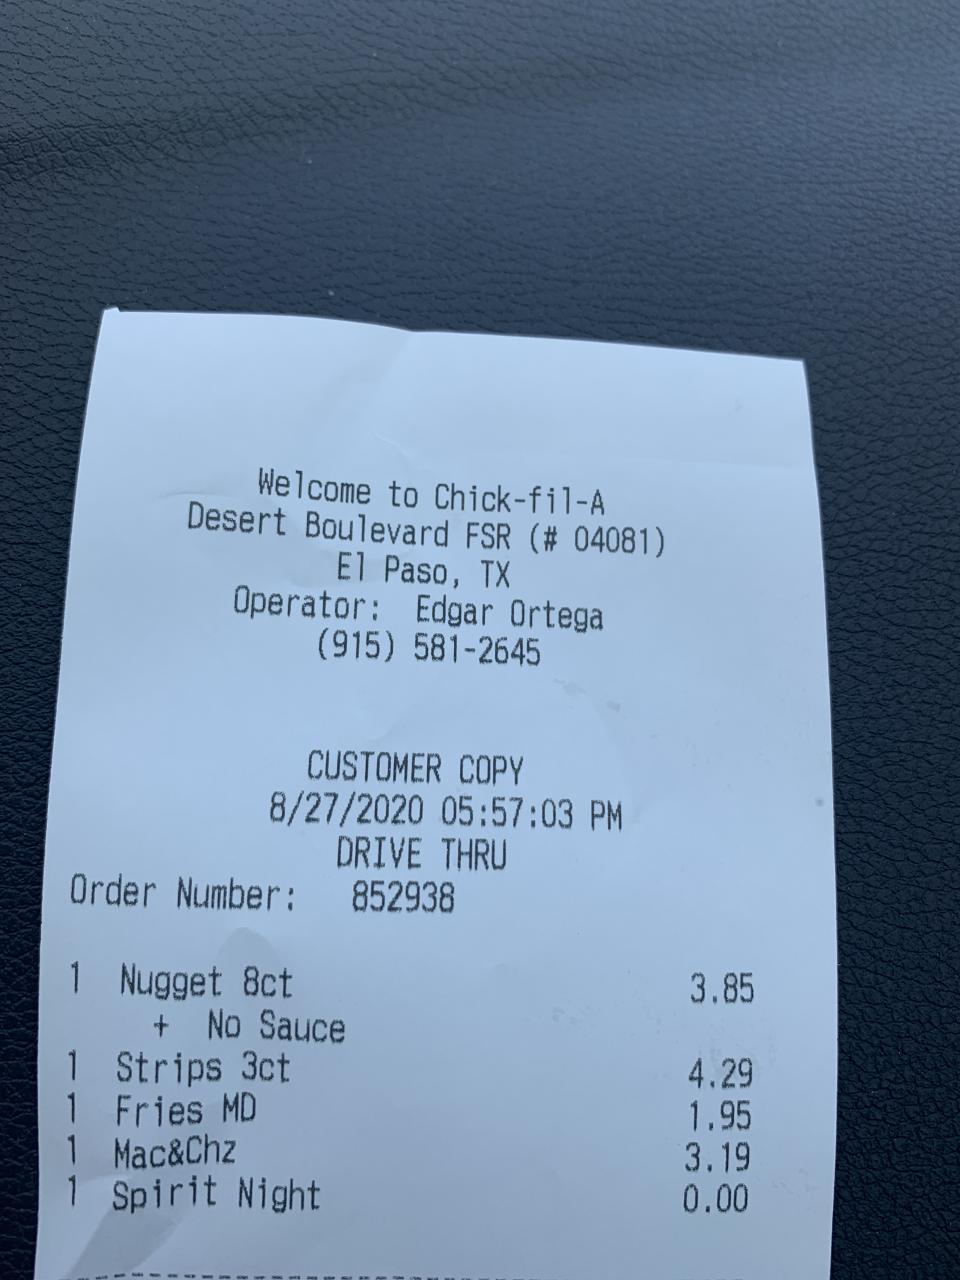 Welcome to Chick-fil-A
Desert Boulevard FSR (# 04081)
El Paso, TX
Operator: Edgar Ortega
(915) 581-2645
CUSTOMER COPY
8/27/2020 05:57:03 PM
DRIVE THRU
Order Number: 852938
1 Nugget 8ct 3.85
+ No Sauce
1 Strips 3ct 4.29
1 Fries MD 1.95
1 Mac&Chz 3.19
1 Spirit Night 0.00